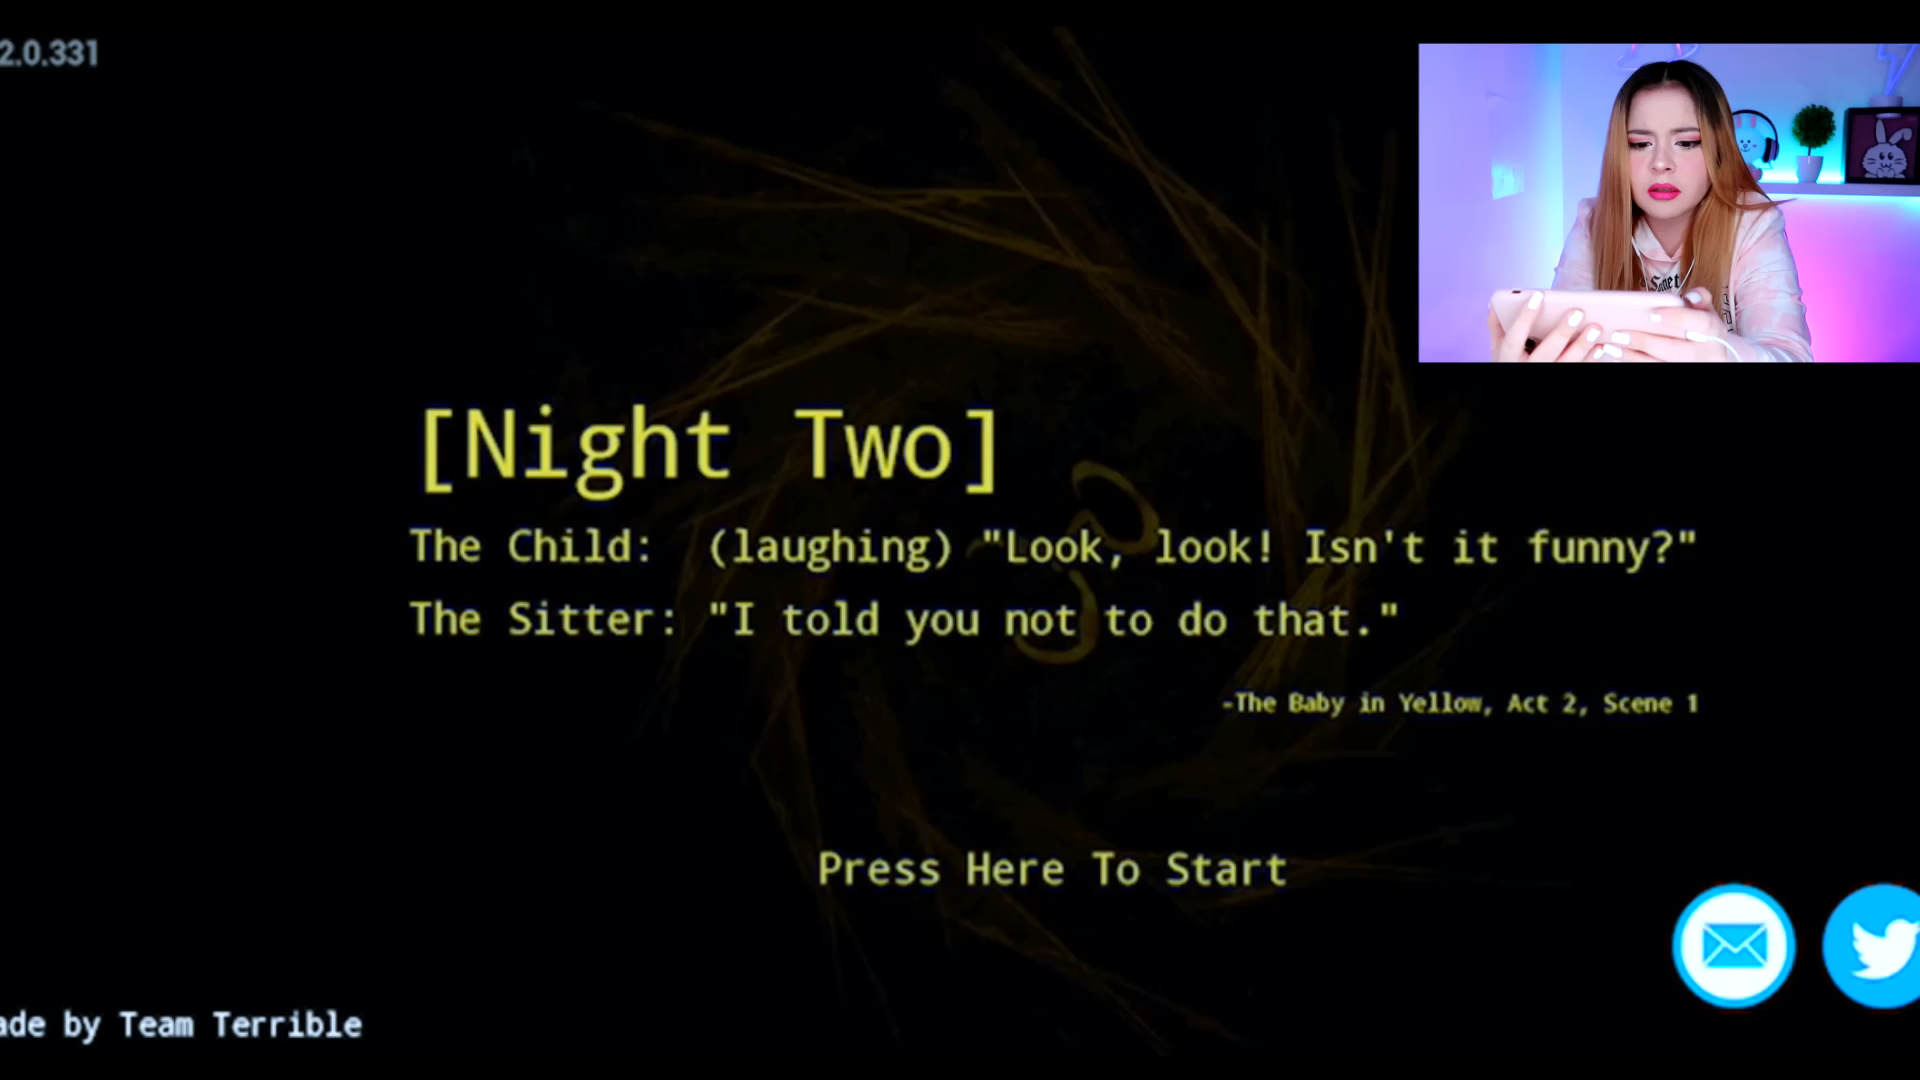 2.0.331
[Night Two]
The Child: (laughing) "Look, look! Isn't it funny?"
The Sitter: "I told you not to do that."
-The Baby in Yellow, Act 2, Scene 1
Press Here To Start
ade by Team Terrible